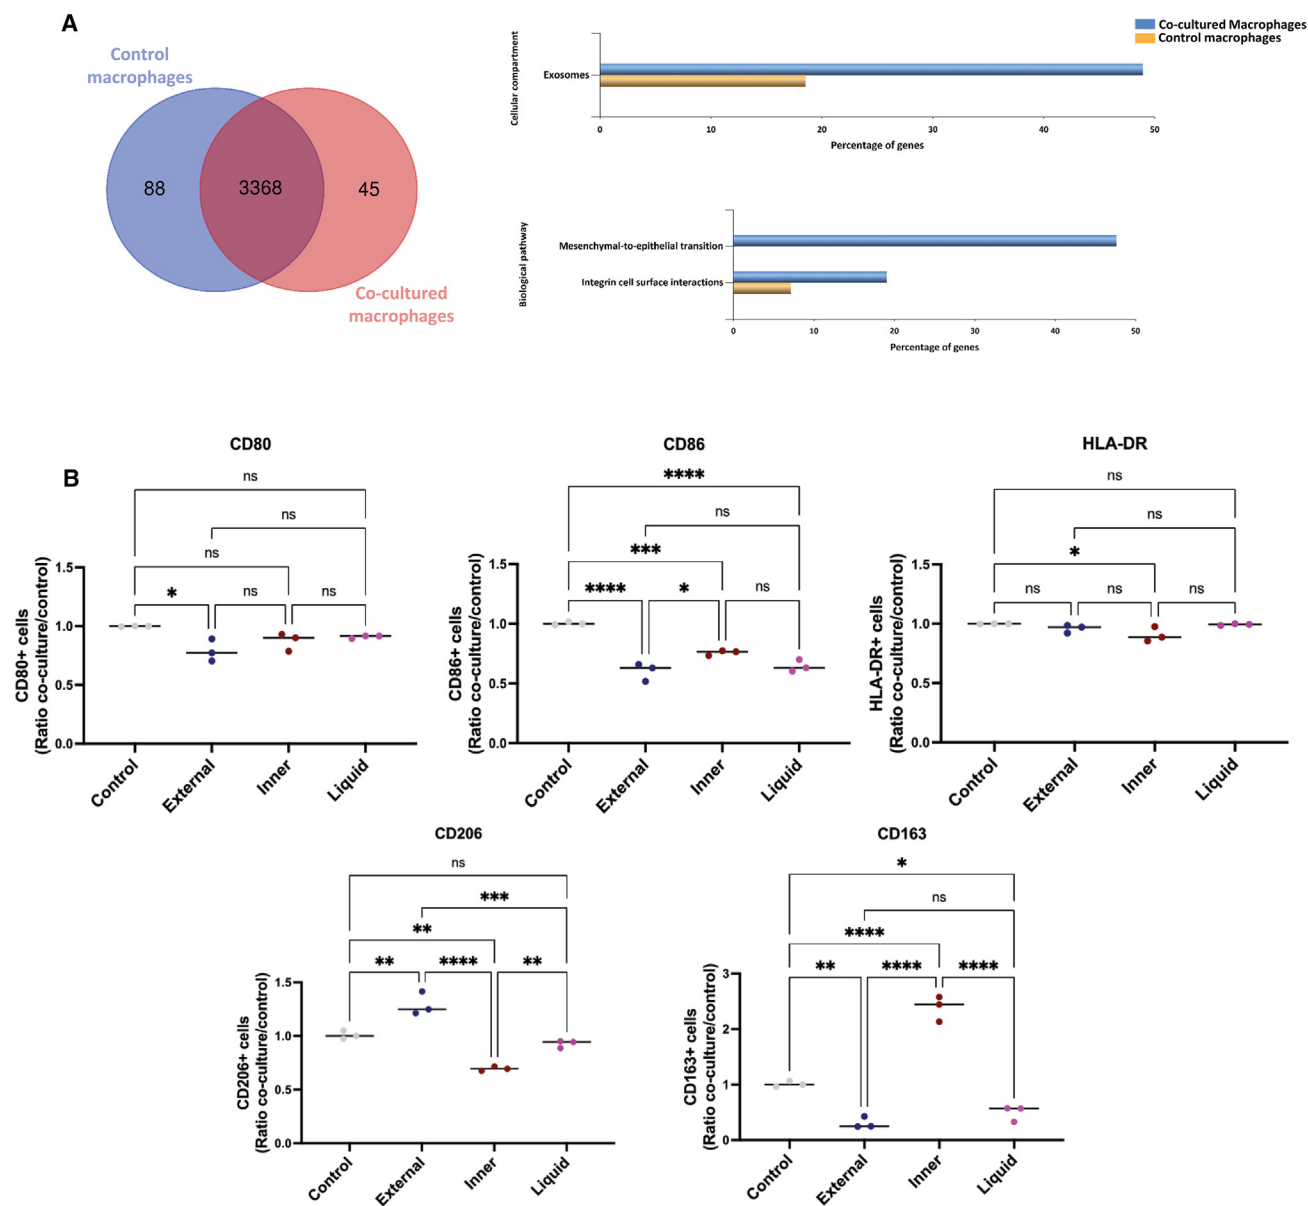 A
Control
macrophages
88
3368
45
Co-cultured
macrophages
Co-cultured Macrophages
Control macrophages
Cellular compartment
Exosomes
0 10 20 30 40 50
Percentage of genes
Biological pathway
Mesenchymal-to-epithelial transition
Integrin cell surface interactions
0 10 20 30 40 50
Percentage of genes
B
CD80
ns
ns
ns
* ns ns
CD80+ cells
(Ratio co-culture/control)
1.5
1.0
0.5
0.0
Control External Inner Liquid
CD86
****
ns
***
**** * ns
CD86+ cells
(Ratio co-culture/control)
1.5
1.0
0.5
0.0
Control External Inner Liquid
HLA-DR
ns
ns
*
ns ns ns
HLA-DR+ cells
(Ratio co-culture/control)
1.5
1.0
0.5
0.0
Control External Inner Liquid
CD206
ns
***
**
** **** **
CD206+ cells
(Ratio co-culture/control)
1.5
1.0
0.5
0.0
Control External Inner Liquid
CD163
*
ns
****
** **** ****
CD163+ cells
(Ratio co-culture/control)
3
2
1
0
Control External Inner Liquid